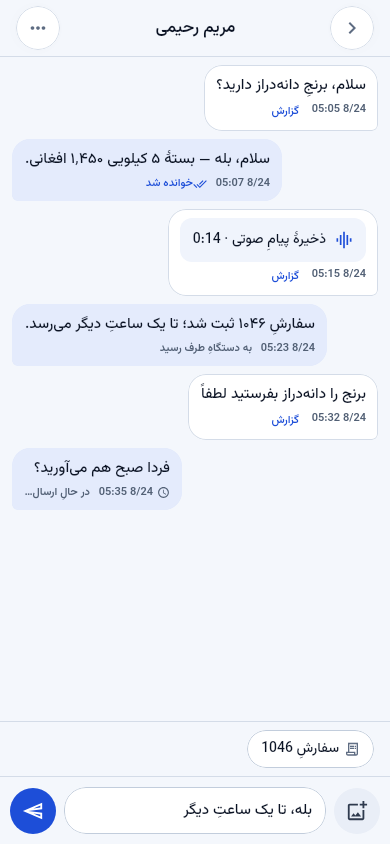 مریم رحیمی
سلام، برنجِ دانه‌دراز دارید؟
05:05 8/24 گزارش
سلام، بله — بستهٔ ۵ کیلویی ۱,۴۵۰ افغانی.
05:07 8/24 خوانده شد
ذخیرهٔ پیامِ صوتی · 0:14
05:15 8/24 گزارش
سفارشِ ۱۰۴۶ ثبت شد؛ تا یک ساعتِ دیگر می‌رسد.
05:23 8/24 به دستگاهِ طرف رسید
برنج را دانه‌دراز بفرستید لطفاً
05:32 8/24 گزارش
فردا صبح هم می‌آورید؟
05:35 8/24 در حالِ ارسال…
سفارشِ 1046
بله، تا یک ساعتِ دیگر